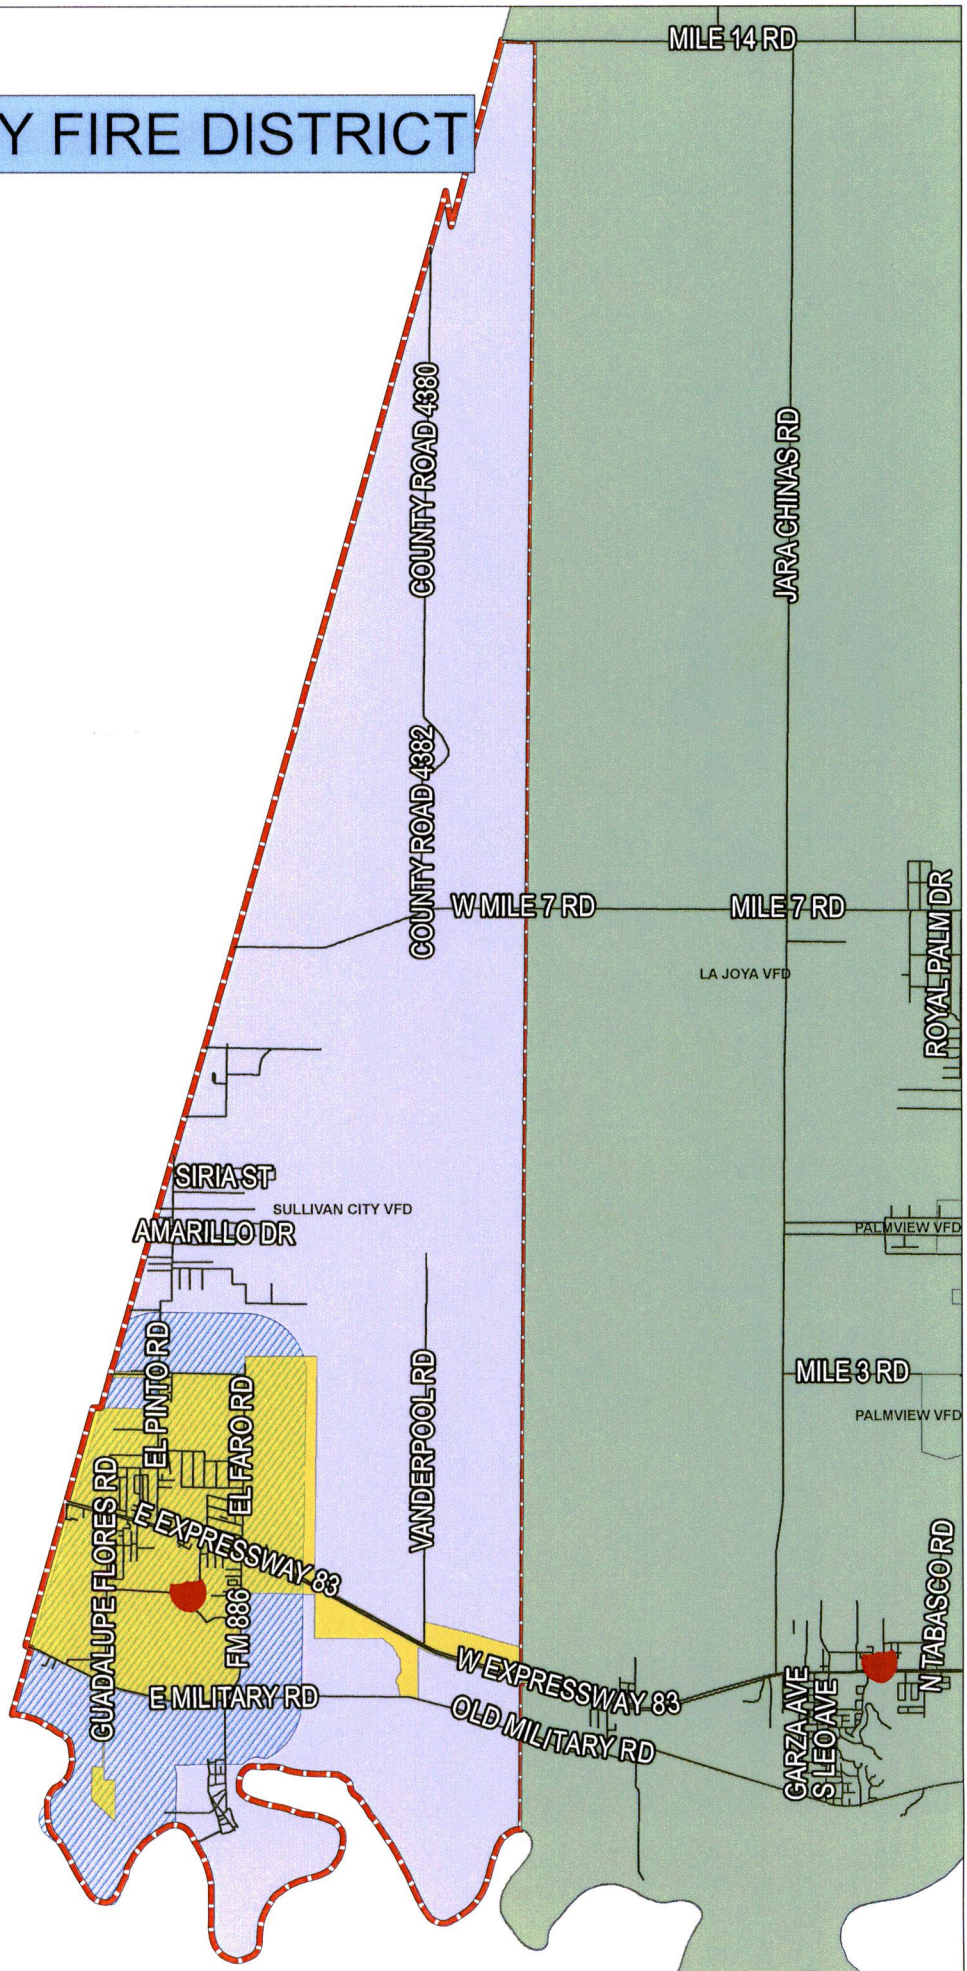 MILE 14 RD
Y FIRE DISTRICT
COUNTY ROAD 4380
JARA CHINAS RD
COUNTY ROAD 4382
W MILE 7 RD
MILE 7 RD
ROYAL PALM DR
LA JOYA VFD
SIRIA ST
SULLIVAN CITY VFD
AMARILLO DR
PALMVIEW VFD
EL PINTO RD
VANDERPOOL RD
MILE 3 RD
EL FARO RD
PALMVIEW VFD
GUADALUPE FLORES RD
E EXPRESSWAY 83
N TABASCO RD
FM 886
W EXPRESSWAY 83
E MILITARY RD
OLD MILITARY RD
GARZA AVE
S LEO AVE